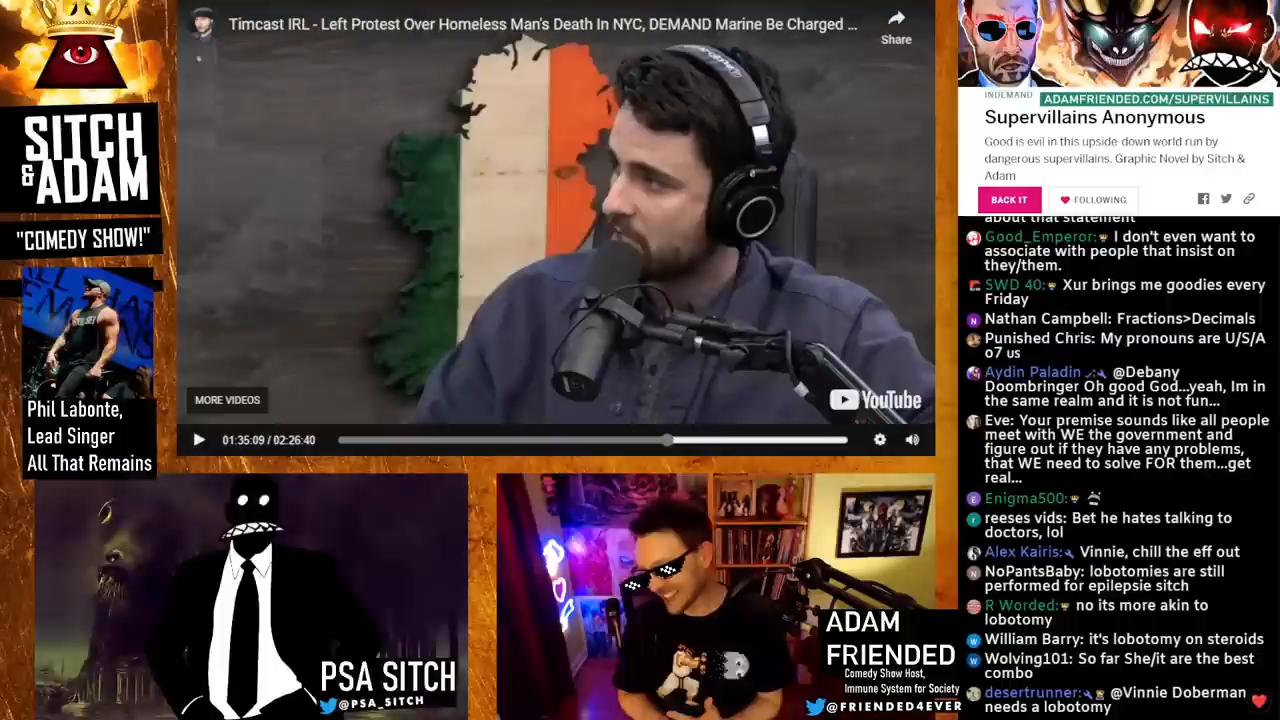 Timcast IRL - Left Protest Over Homeless Man's Death In NYC, DEMAND Marine Be Charged ...
Share
MORE VIDEOS
YouTube
01:35:09 / 02:26:40
SITCH
& ADAM
"COMEDY SHOW!"
Phil Labonte,
Lead Singer
All That Remains
PSA SITCH
@PSA_SITCH
ADAM
FRIENDED
Comedy Show Host,
Immune System for Society
@FRIENDED4EVER
INDEMAND
ADAMFRIENDED.COM/SUPERVILLAINS
Supervillains Anonymous
Good is evil in this upside-down world run by
dangerous supervillains. Graphic Novel by Sitch &
Adam
BACK IT
FOLLOWING
about that statement
Good_Emperor: I don't even want to
associate with people that insist on
they/them.
SWD 40: Xur brings me goodies every
Friday
Nathan Campbell: Fractions>Decimals
Punished Chris: My pronouns are U/S/A
o7 us
Aydin Paladin @Debany
Doombringer Oh good God...yeah, Im in
the same realm and it is not fun...
Eve: Your premise sounds like all people
meet with WE the government and
figure out if they have any problems,
that WE need to solve FOR them...get
real...
Enigma500:
reeses vids: Bet he hates talking to
doctors, lol
Alex Kairis: Vinnie, chill the eff out
NoPantsBaby: lobotomies are still
performed for epilepsie sitch
R Worded: no its more akin to
lobotomy
William Barry: it's lobotomy on steroids
Wolving101: So far She/it are the best
combo
desertrunner: @Vinnie Doberman
needs a lobotomy